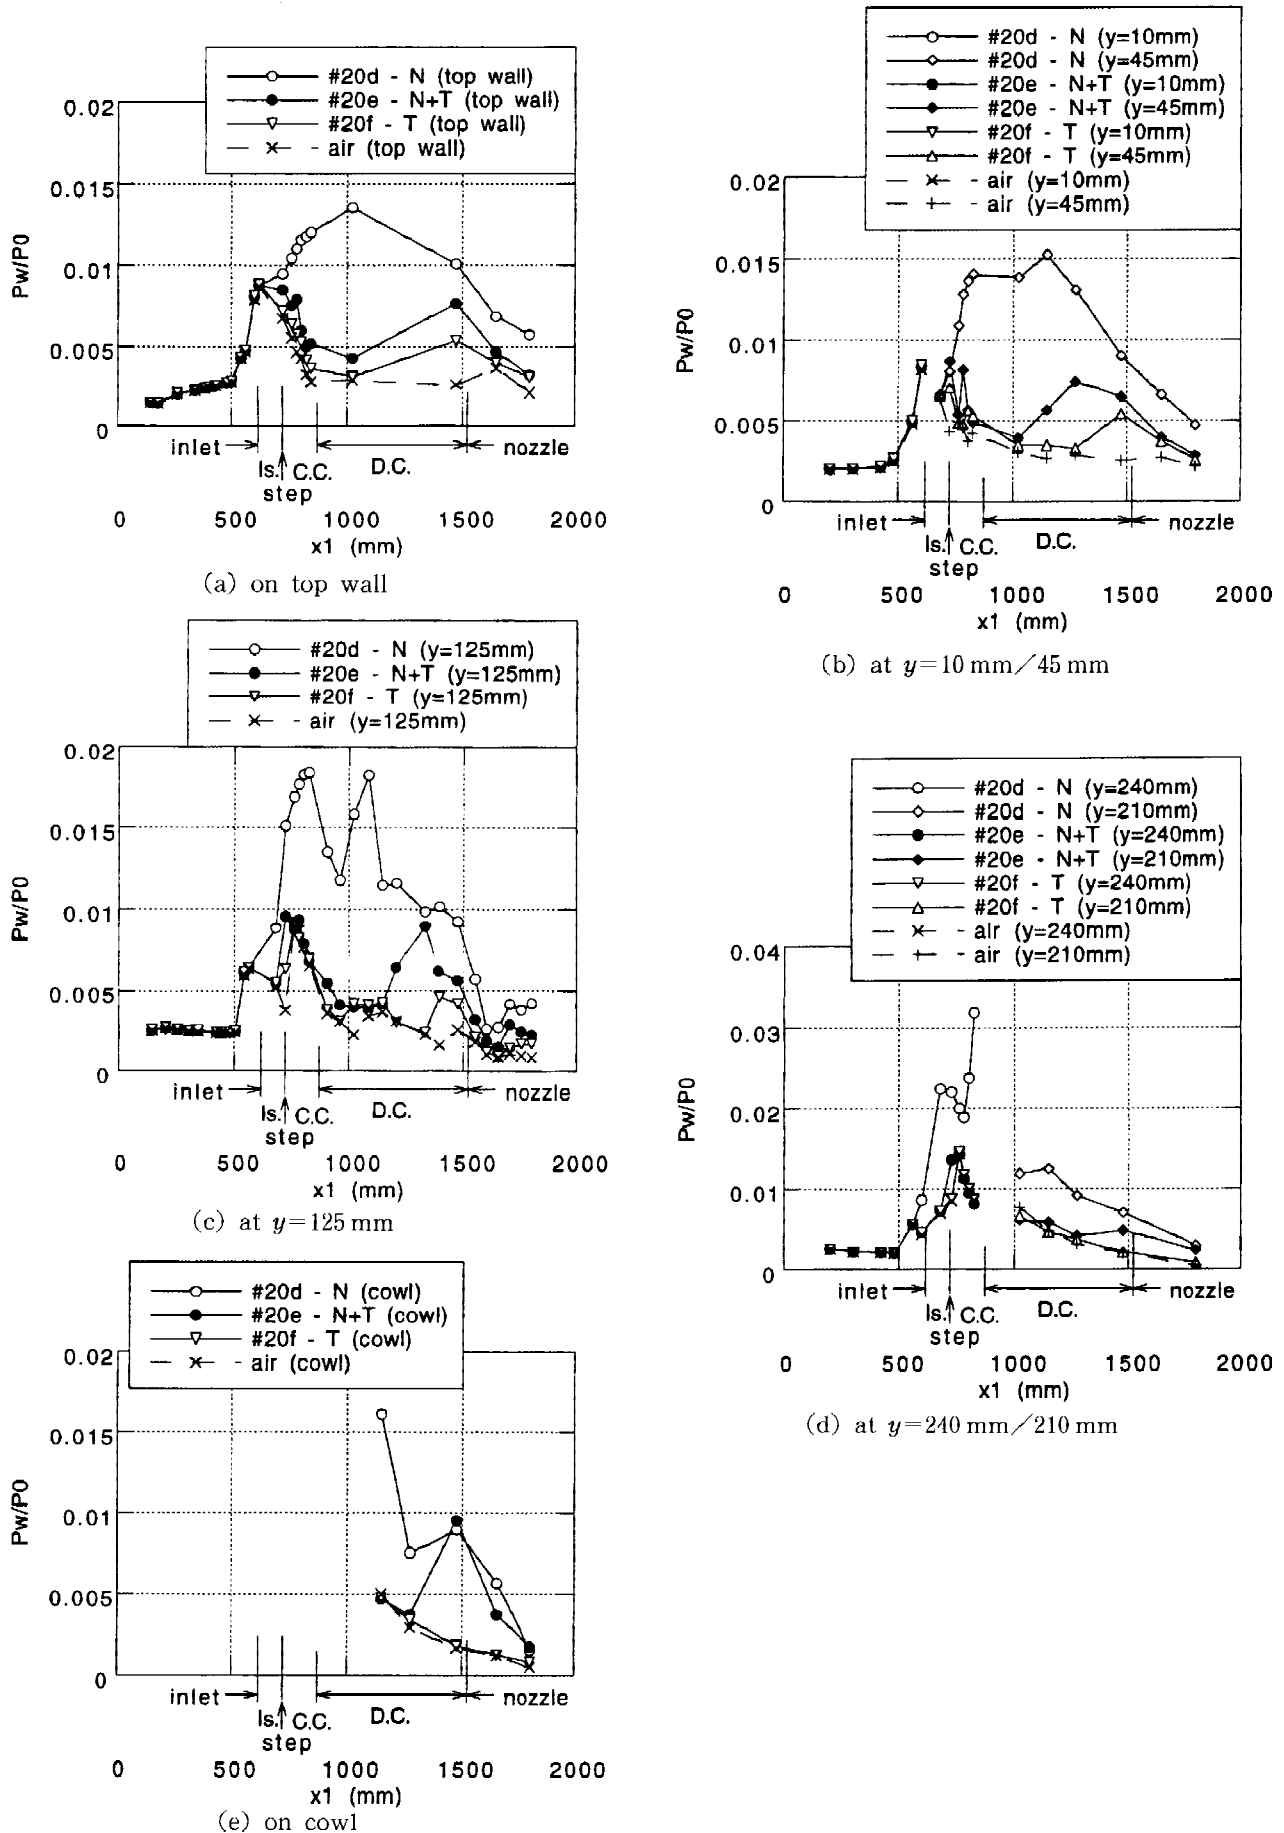 #20d - N (top wall)
#20e - N+T (top wall)
#20f - T (top wall)
air (top wall)
0.02
0.015
0.01
0.005
0
Pw/P0
inlet
Is.
C.C.
D.C.
nozzle
step
0 500 1000 1500 2000
x1 (mm)
(a) on top wall
#20d - N (y=10mm)
#20d - N (y=45mm)
#20e - N+T (y=10mm)
#20e - N+T (y=45mm)
#20f - T (y=10mm)
#20f - T (y=45mm)
air (y=10mm)
air (y=45mm)
0.02
0.015
0.01
0.005
0
Pw/P0
inlet
Is.
C.C.
D.C.
nozzle
step
0 500 1000 1500 2000
x1 (mm)
(b) at y=10 mm/45 mm
#20d - N (y=125mm)
#20e - N+T (y=125mm)
#20f - T (y=125mm)
air (y=125mm)
0.02
0.015
0.01
0.005
0
Pw/P0
inlet
Is.
C.C.
D.C.
nozzle
step
0 500 1000 1500 2000
x1 (mm)
(c) at y=125 mm
#20d - N (y=240mm)
#20d - N (y=210mm)
#20e - N+T (y=240mm)
#20e - N+T (y=210mm)
#20f - T (y=240mm)
#20f - T (y=210mm)
air (y=240mm)
air (y=210mm)
0.04
0.03
0.02
0.01
0
Pw/P0
inlet
Is.
C.C.
D.C.
nozzle
step
0 500 1000 1500 2000
x1 (mm)
(d) at y=240 mm/210 mm
#20d - N (cowl)
#20e - N+T (cowl)
#20f - T (cowl)
air (cowl)
0.02
0.015
0.01
0.005
0
Pw/P0
inlet
Is.
C.C.
D.C.
nozzle
step
0 500 1000 1500 2000
x1 (mm)
(e) on cowl